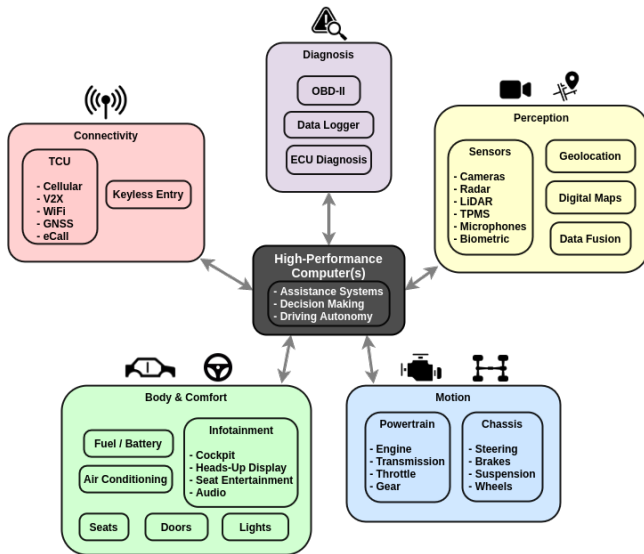 Diagnosis
OBD-II
Data Logger
ECU Diagnosis
Connectivity
TCU
- Cellular
- V2X
- WiFi
- GNSS
- eCall
Keyless Entry
Perception
Sensors
- Cameras
- Radar
- LiDAR
- TPMS
- Microphones
- Biometric
Geolocation
Digital Maps
Data Fusion
High-Performance
Computer(s)
- Assistance Systems
- Decision Making
- Driving Autonomy
Body & Comfort
Fuel / Battery
Air Conditioning
Infotainment
- Cockpit
- Heads-Up Display
- Seat Entertainment
- Audio
Seats
Doors
Lights
Motion
Powertrain
- Engine
- Transmission
- Throttle
- Gear
Chassis
- Steering
- Brakes
- Suspension
- Wheels